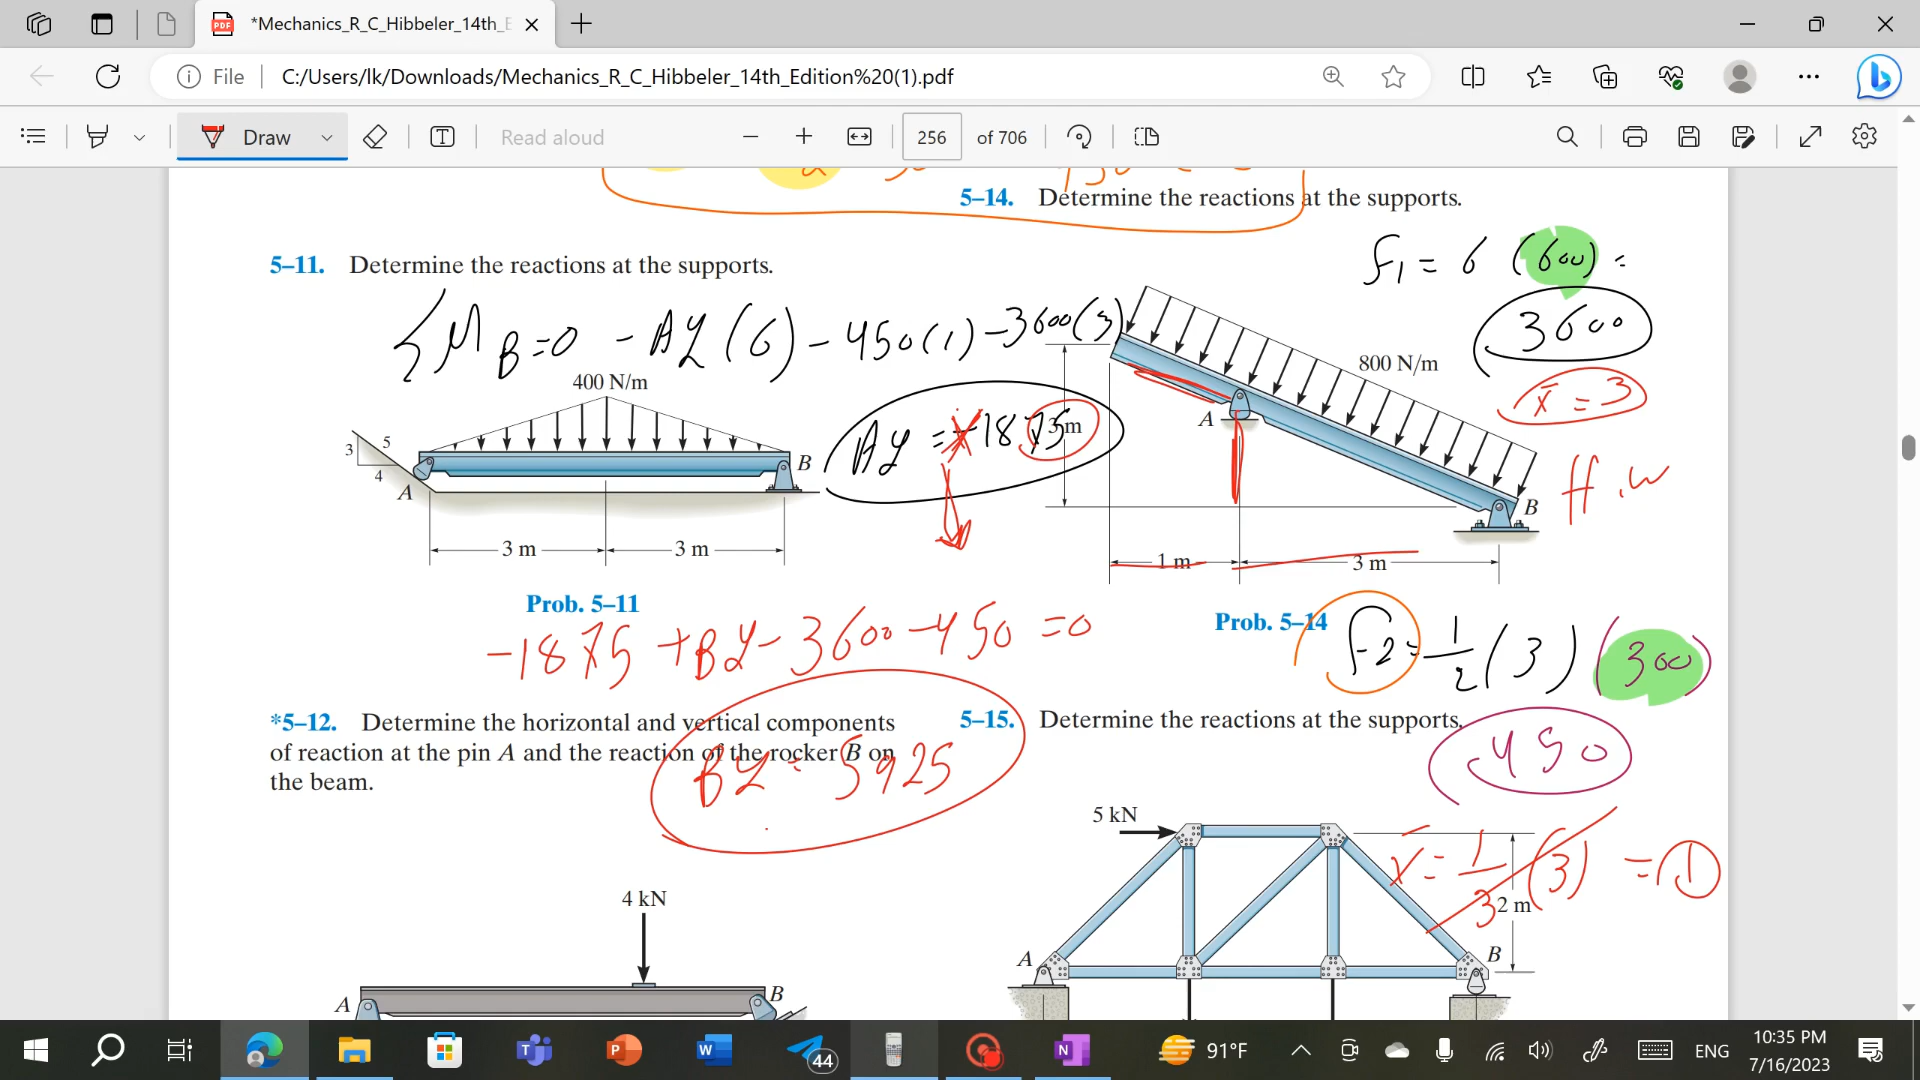 *Mechanics_R_C_Hibbeler_14th_E
File
C:/Users/lk/Downloads/Mechanics_R_C_Hibbeler_14th_Edition%20(1).pdf
Draw
Read aloud
256
of 706
5–14. Determine the reactions at the supports.
5–11. Determine the reactions at the supports.
F1 = 6 (600) =
3600
x̄ = 3
MB=0 - Ay (6) - 450(1) - 3600(3)
400 N/m
800 N/m
Ay = -1875
3 m
3
5
4
A
B
A
B
3 m
3 m
1 m
3 m
Prob. 5–11
Prob. 5–14
-1875 + By - 3600 - 450 = 0
F2 = 1/2 (3) (300)
*5–12. Determine the horizontal and vertical components
of reaction at the pin A and the reaction of the rocker B on
the beam.
By = 5925
5–15. Determine the reactions at the supports.
450
x̄ = 1/3 (3) = 1
5 kN
2 m
A
B
4 kN
A
B
44
91°F
ENG
10:35 PM
7/16/2023